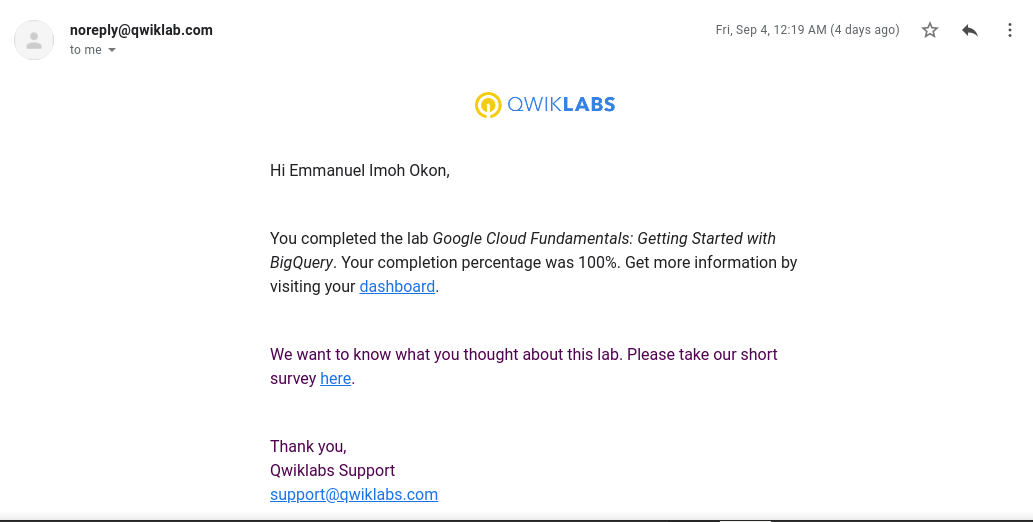 noreply@qwiklab.com
Fri, Sep 4, 12:19 AM (4 days ago)
to me
QWIKLABS
Hi Emmanuel Imoh Okon,
You completed the lab Google Cloud Fundamentals: Getting Started with
BigQuery. Your completion percentage was 100%. Get more information by
visiting your dashboard.
We want to know what you thought about this lab. Please take our short
survey here.
Thank you,
Qwiklabs Support
support@qwiklabs.com